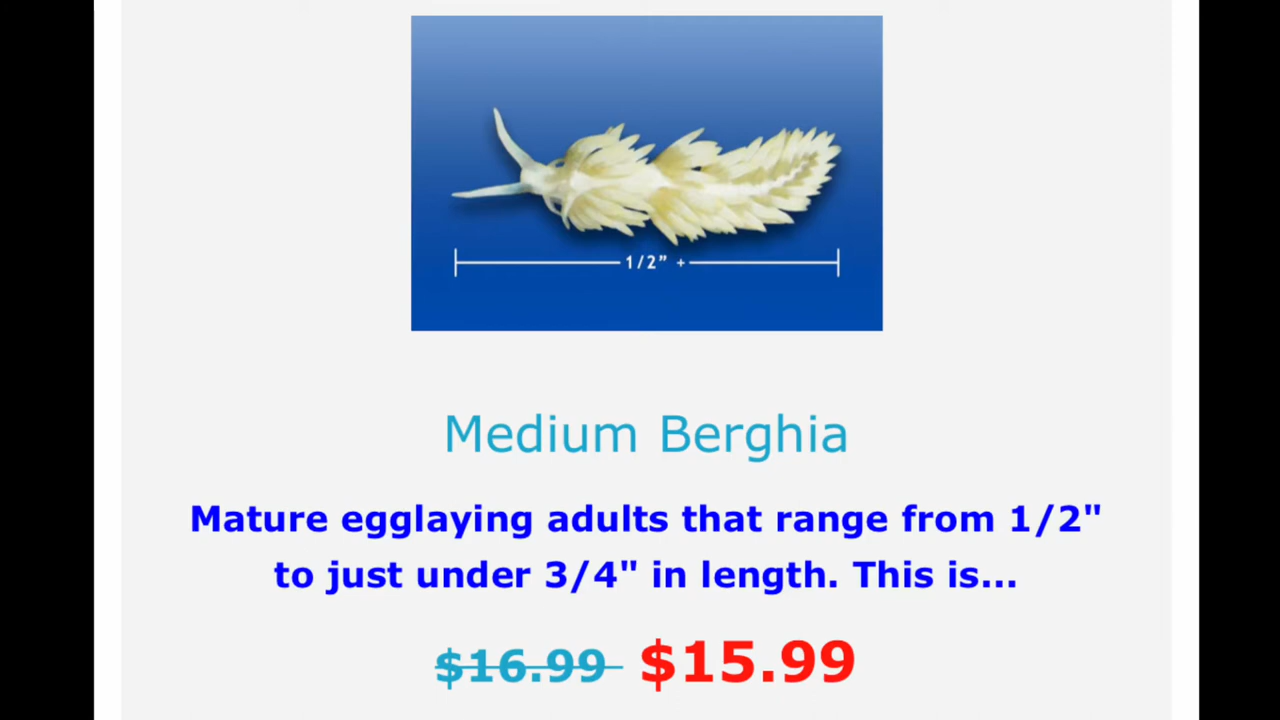 1/2” +
Medium Berghia
Mature egglaying adults that range from 1/2"
to just under 3/4" in length. This is...
$16.99 $15.99